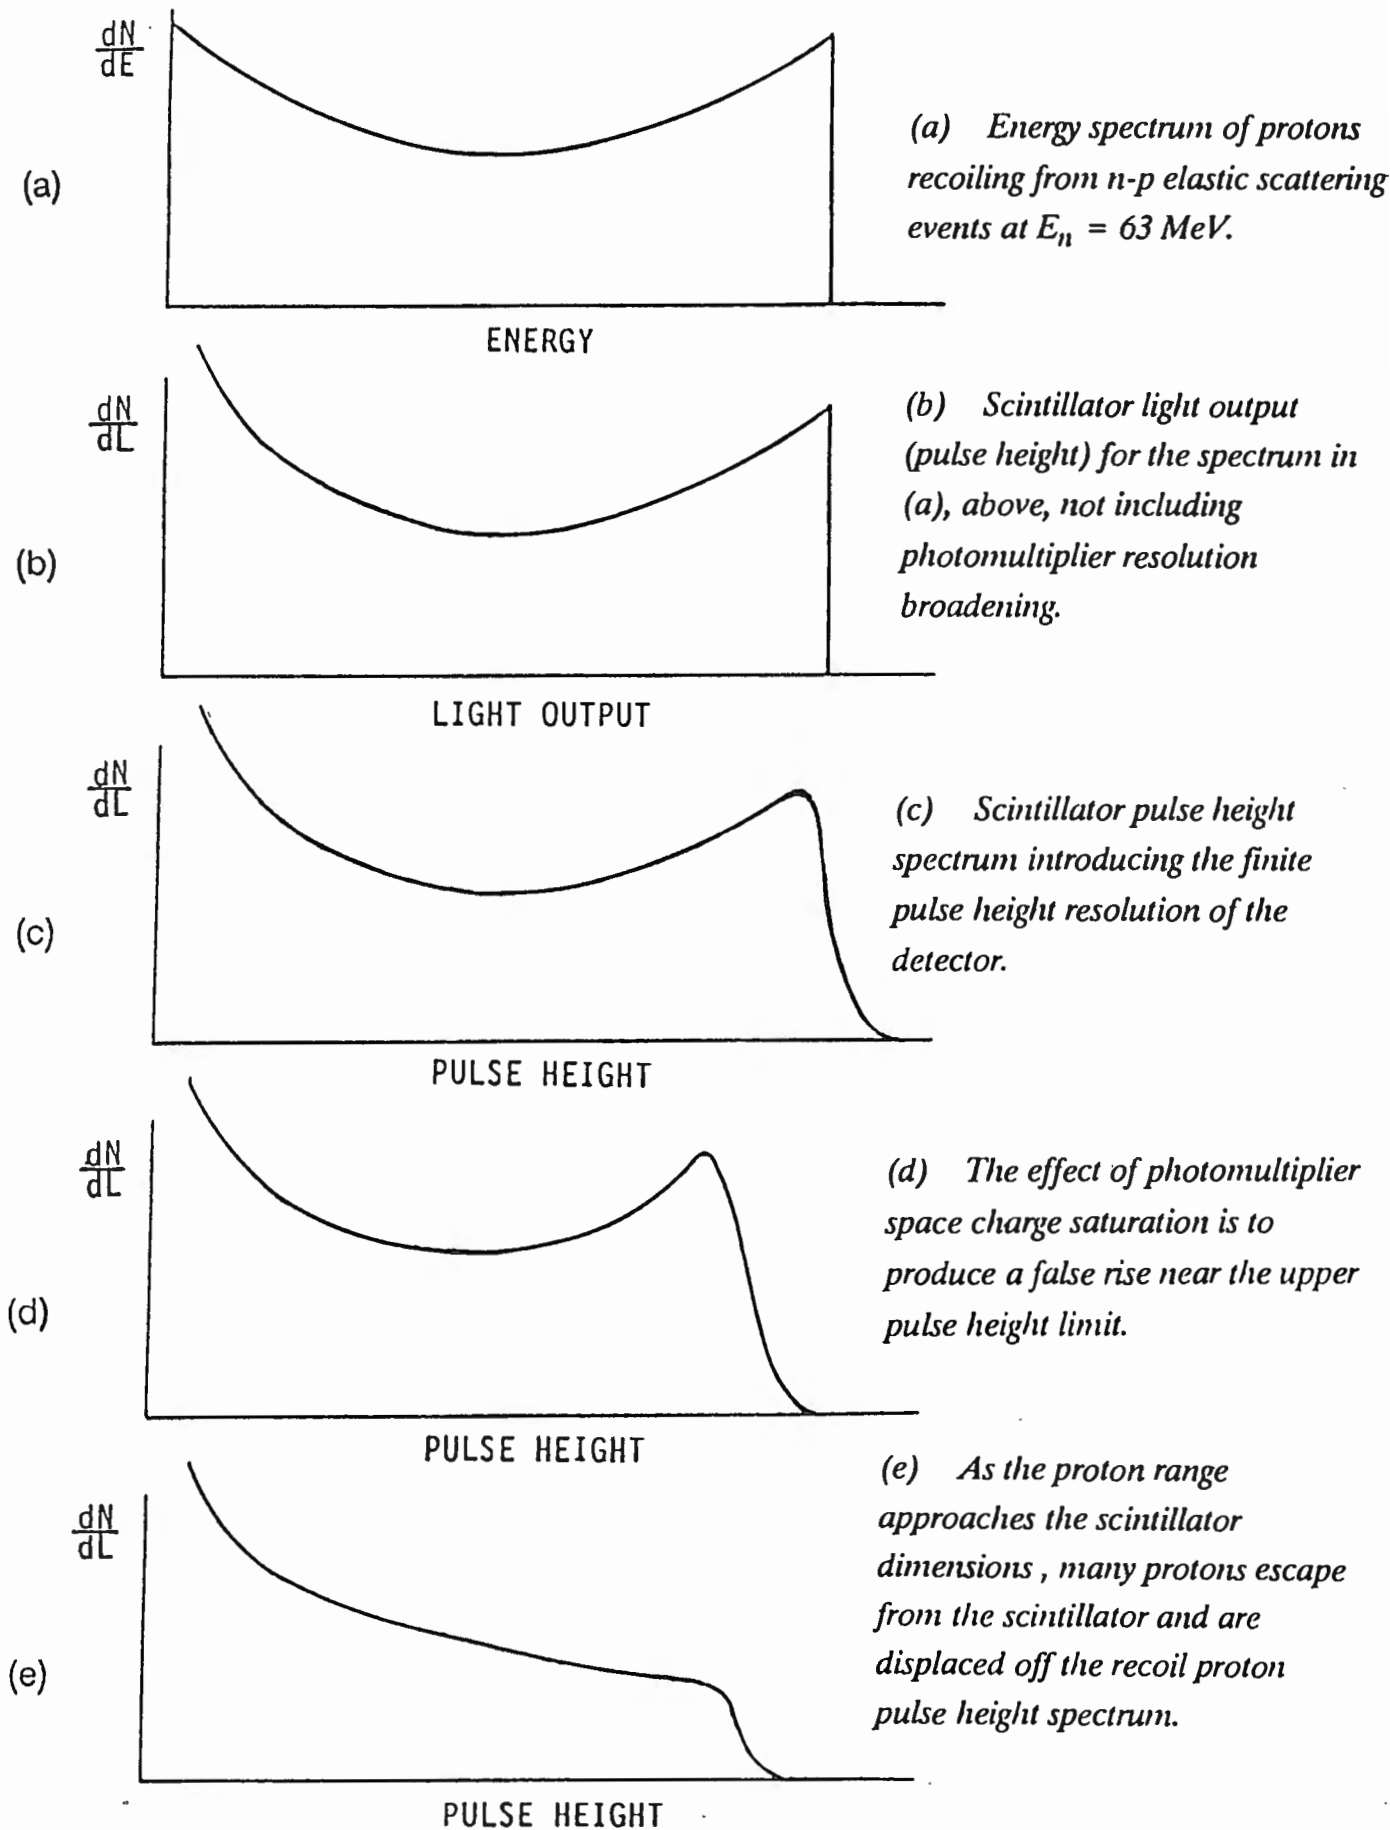 dN
dE
(a)
(a) Energy spectrum of protons
recoiling from n-p elastic scattering
events at Eₙ = 63 MeV.
ENERGY
dN
dL
(b)
(b) Scintillator light output
(pulse height) for the spectrum in
(a), above, not including
photomultiplier resolution
broadening.
LIGHT OUTPUT
dN
dL
(c)
(c) Scintillator pulse height
spectrum introducing the finite
pulse height resolution of the
detector.
PULSE HEIGHT
dN
dL
(d)
(d) The effect of photomultiplier
space charge saturation is to
produce a false rise near the upper
pulse height limit.
PULSE HEIGHT
dN
dL
(e)
(e) As the proton range
approaches the scintillator
dimensions , many protons escape
from the scintillator and are
displaced off the recoil proton
pulse height spectrum.
PULSE HEIGHT